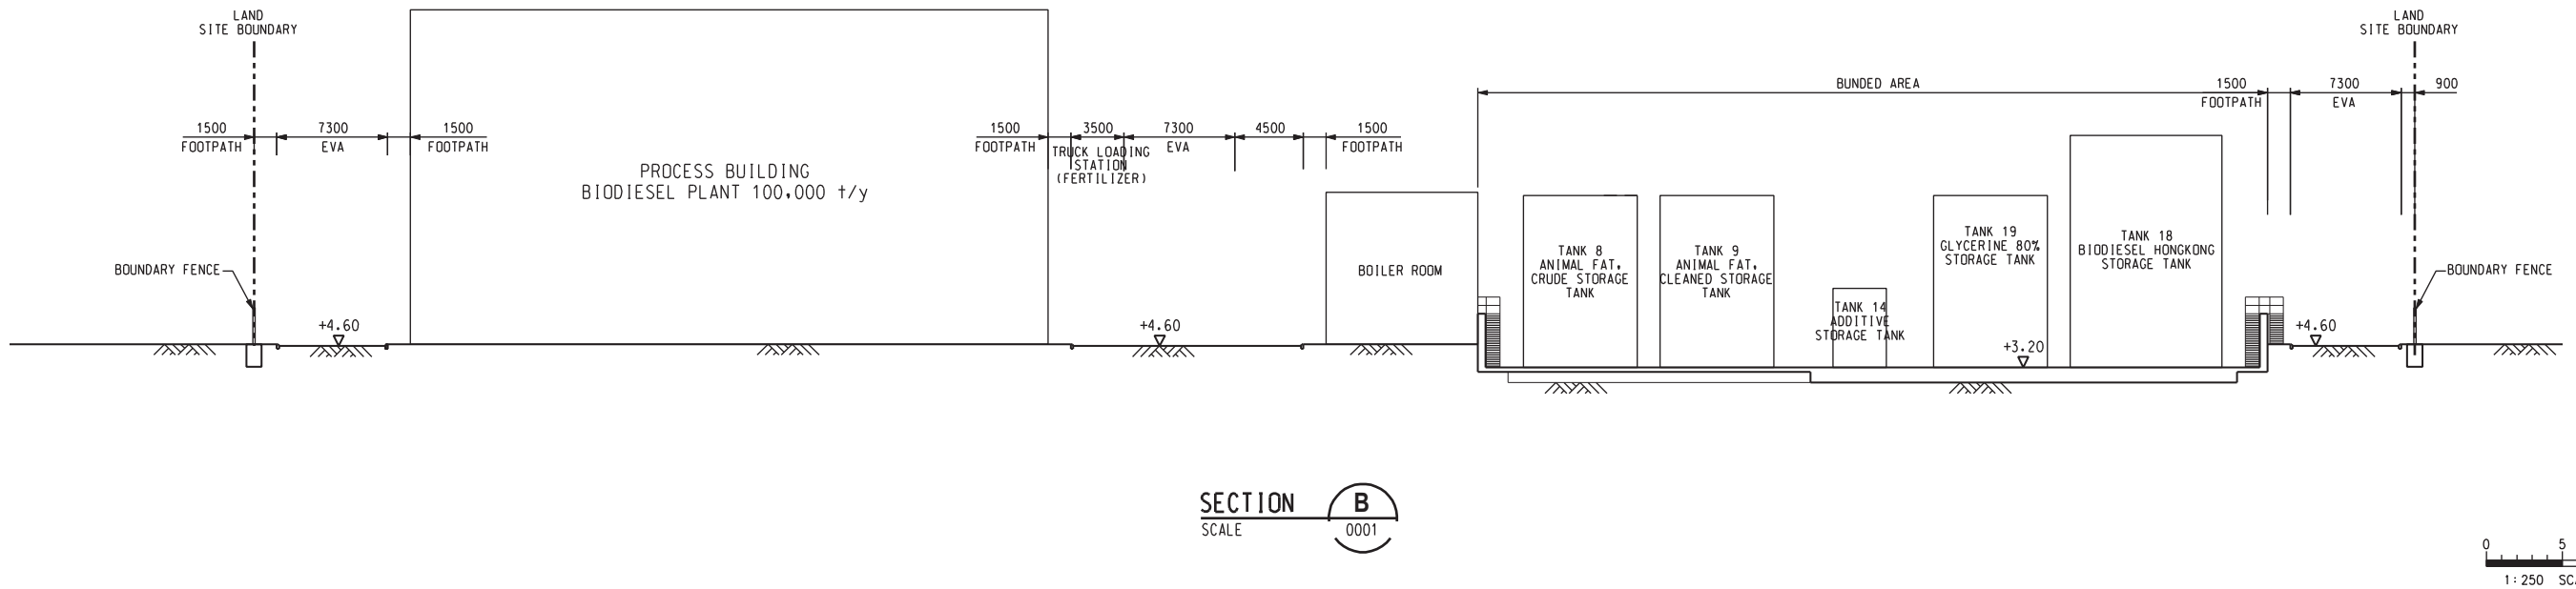 LAND
SITE BOUNDARY
LAND
SITE BOUNDARY
BUNDED AREA
1500
FOOTPATH
7300
EVA
900
1500
FOOTPATH
7300
EVA
1500
FOOTPATH
1500
FOOTPATH
3500
TRUCK LOADING
STATION
(FERTILIZER)
7300
EVA
4500
1500
FOOTPATH
PROCESS BUILDING
BIODIESEL PLANT 100,000 t/y
BOUNDARY FENCE
BOILER ROOM
TANK 8
ANIMAL FAT,
CRUDE STORAGE
TANK
TANK 9
ANIMAL FAT,
CLEANED STORAGE
TANK
TANK 14
ADDITIVE
STORAGE TANK
TANK 19
GLYCERINE 80%
STORAGE TANK
TANK 18
BIODIESEL HONGKONG
STORAGE TANK
BOUNDARY FENCE
+4.60
+4.60
+3.20
+4.60
SECTION B
SCALE 0001
0 5
1:250